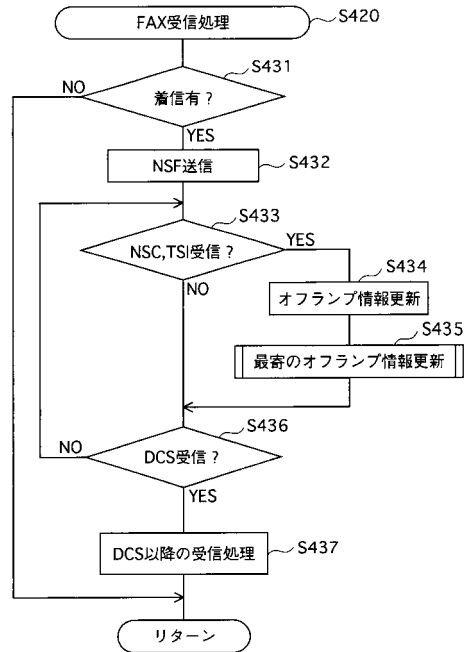 FAX受信処理
S420
S431
NO
着信有？
YES
NSF送信
S432
S433
NSC,TSI受信？
YES
NO
S434
オフランプ情報更新
S435
最寄のオフランプ情報更新
S436
NO
DCS受信？
YES
DCS以降の受信処理
S437
リターン